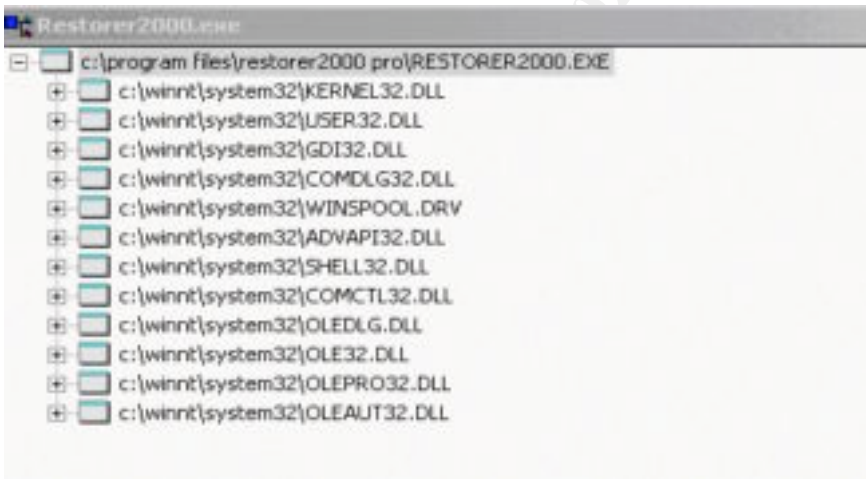 Restorer2000.exe
c:\program files\restorer2000 pro\RESTORER2000.EXE
c:\winnt\system32\KERNEL32.DLL
c:\winnt\system32\USER32.DLL
c:\winnt\system32\GDI32.DLL
c:\winnt\system32\COMDLG32.DLL
c:\winnt\system32\WINSPOOL.DRV
c:\winnt\system32\ADVAPI32.DLL
c:\winnt\system32\SHELL32.DLL
c:\winnt\system32\COMCTL32.DLL
c:\winnt\system32\OLEDLG.DLL
c:\winnt\system32\OLE32.DLL
c:\winnt\system32\OLEPRO32.DLL
c:\winnt\system32\OLEAUT32.DLL